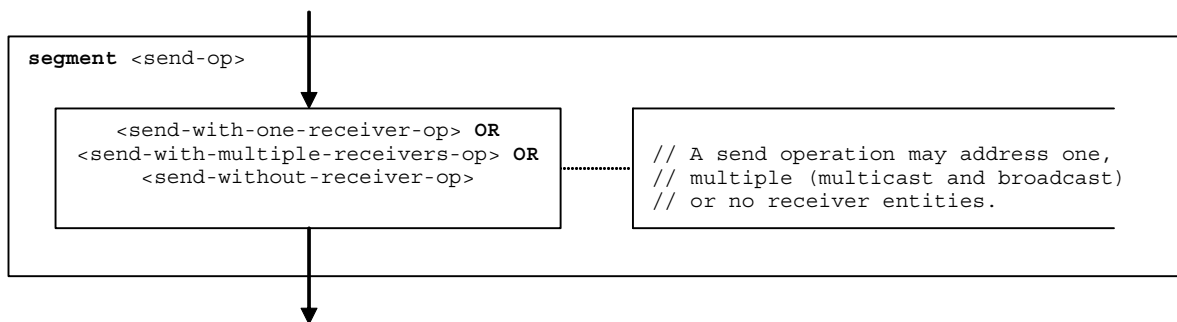 segment <send-op>
<send-with-one-receiver-op> OR
<send-with-multiple-receivers-op> OR
<send-without-receiver-op>
// A send operation may address one,
// multiple (multicast and broadcast)
// or no receiver entities.